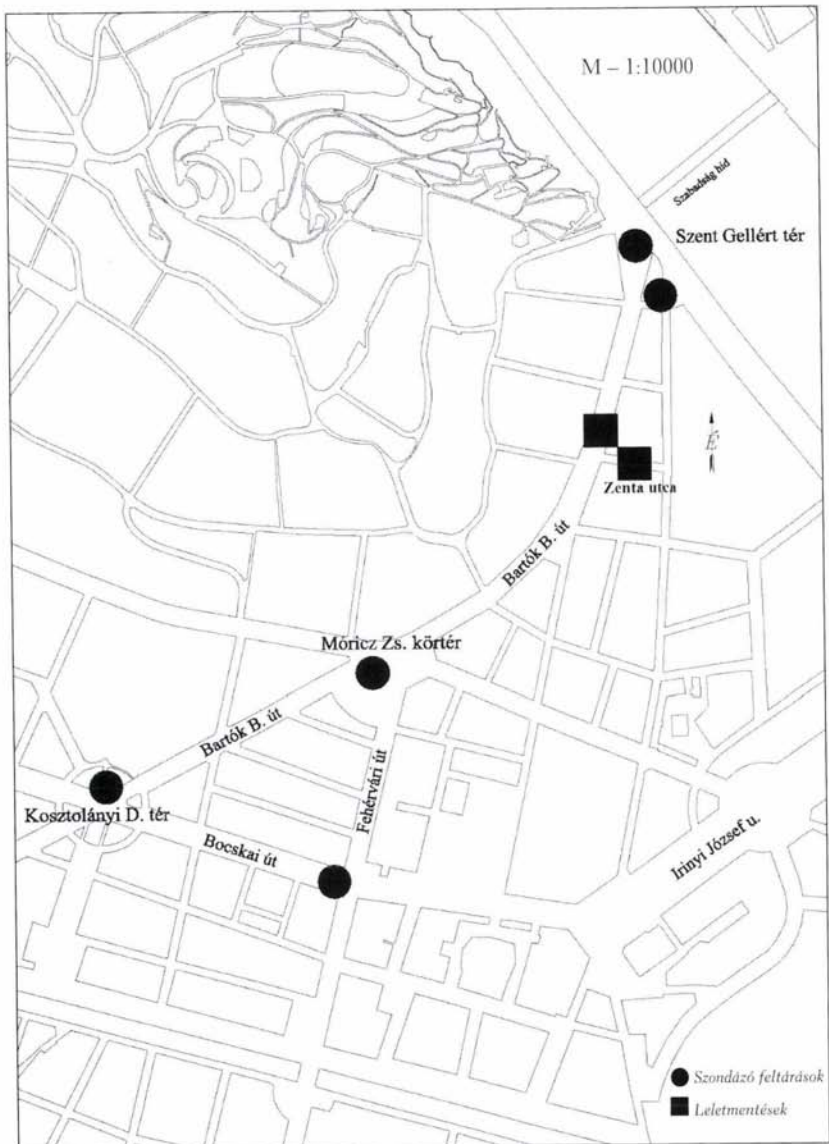 M – 1:10000
Szabadság híd
Szent Gellért tér
É
Zenta utca
Bartók B. út
Móricz Zs. körtér
Bartók B. út
Fehérvári út
Kosztolányi D. tér
Bocskai út
Irinyi József u.
Szondázó feltárások
Leletmentések